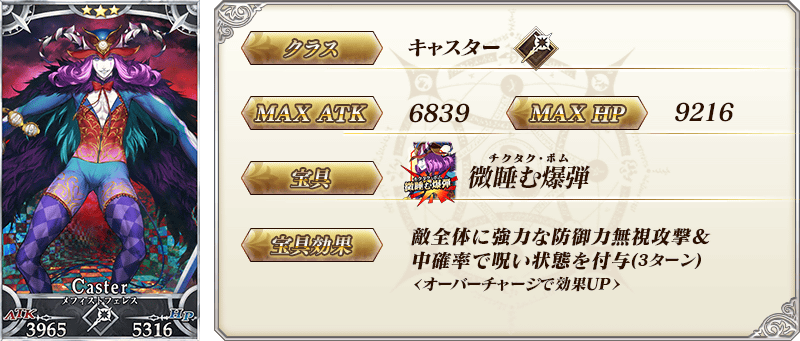 Caster
メフィストフェレス
ATK HP
3965 5316
クラス キャスター
MAX ATK 6839 MAX HP 9216
チクタク・ボム
宝具 微睡む爆弾
宝具効果
敵全体に強力な防御力無視攻撃＆
中確率で呪い状態を付与(3ターン)
<オーバーチャージで効果UP>